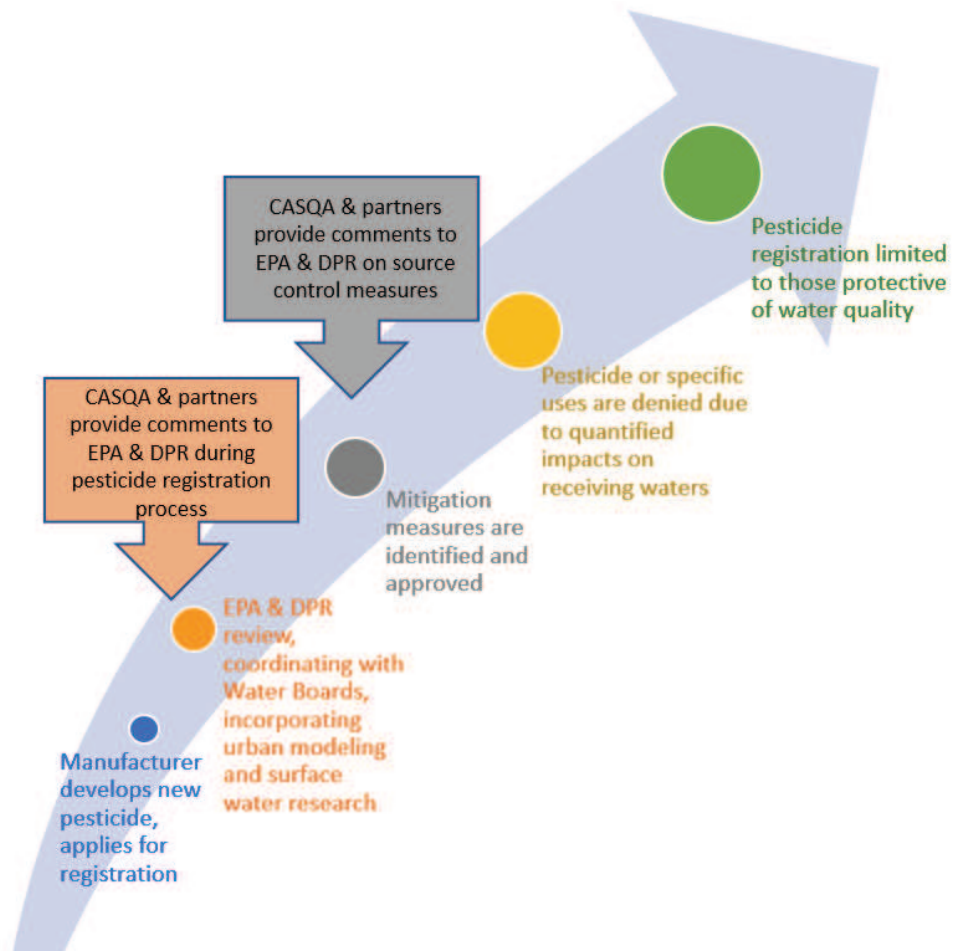 CASQA & partners
provide comments to
EPA & DPR on source
control measures
CASQA & partners
provide comments to
EPA & DPR during
pesticide registration
process
Manufacturer
develops new
pesticide,
applies for
registration
EPA & DPR
review,
coordinating with
Water Boards,
incorporating
urban modeling
and surface
water research
Mitigation
measures are
identified and
approved
Pesticide or specific
uses are denied due
to quantified
impacts on
receiving waters
Pesticide
registration limited
to those protective
of water quality